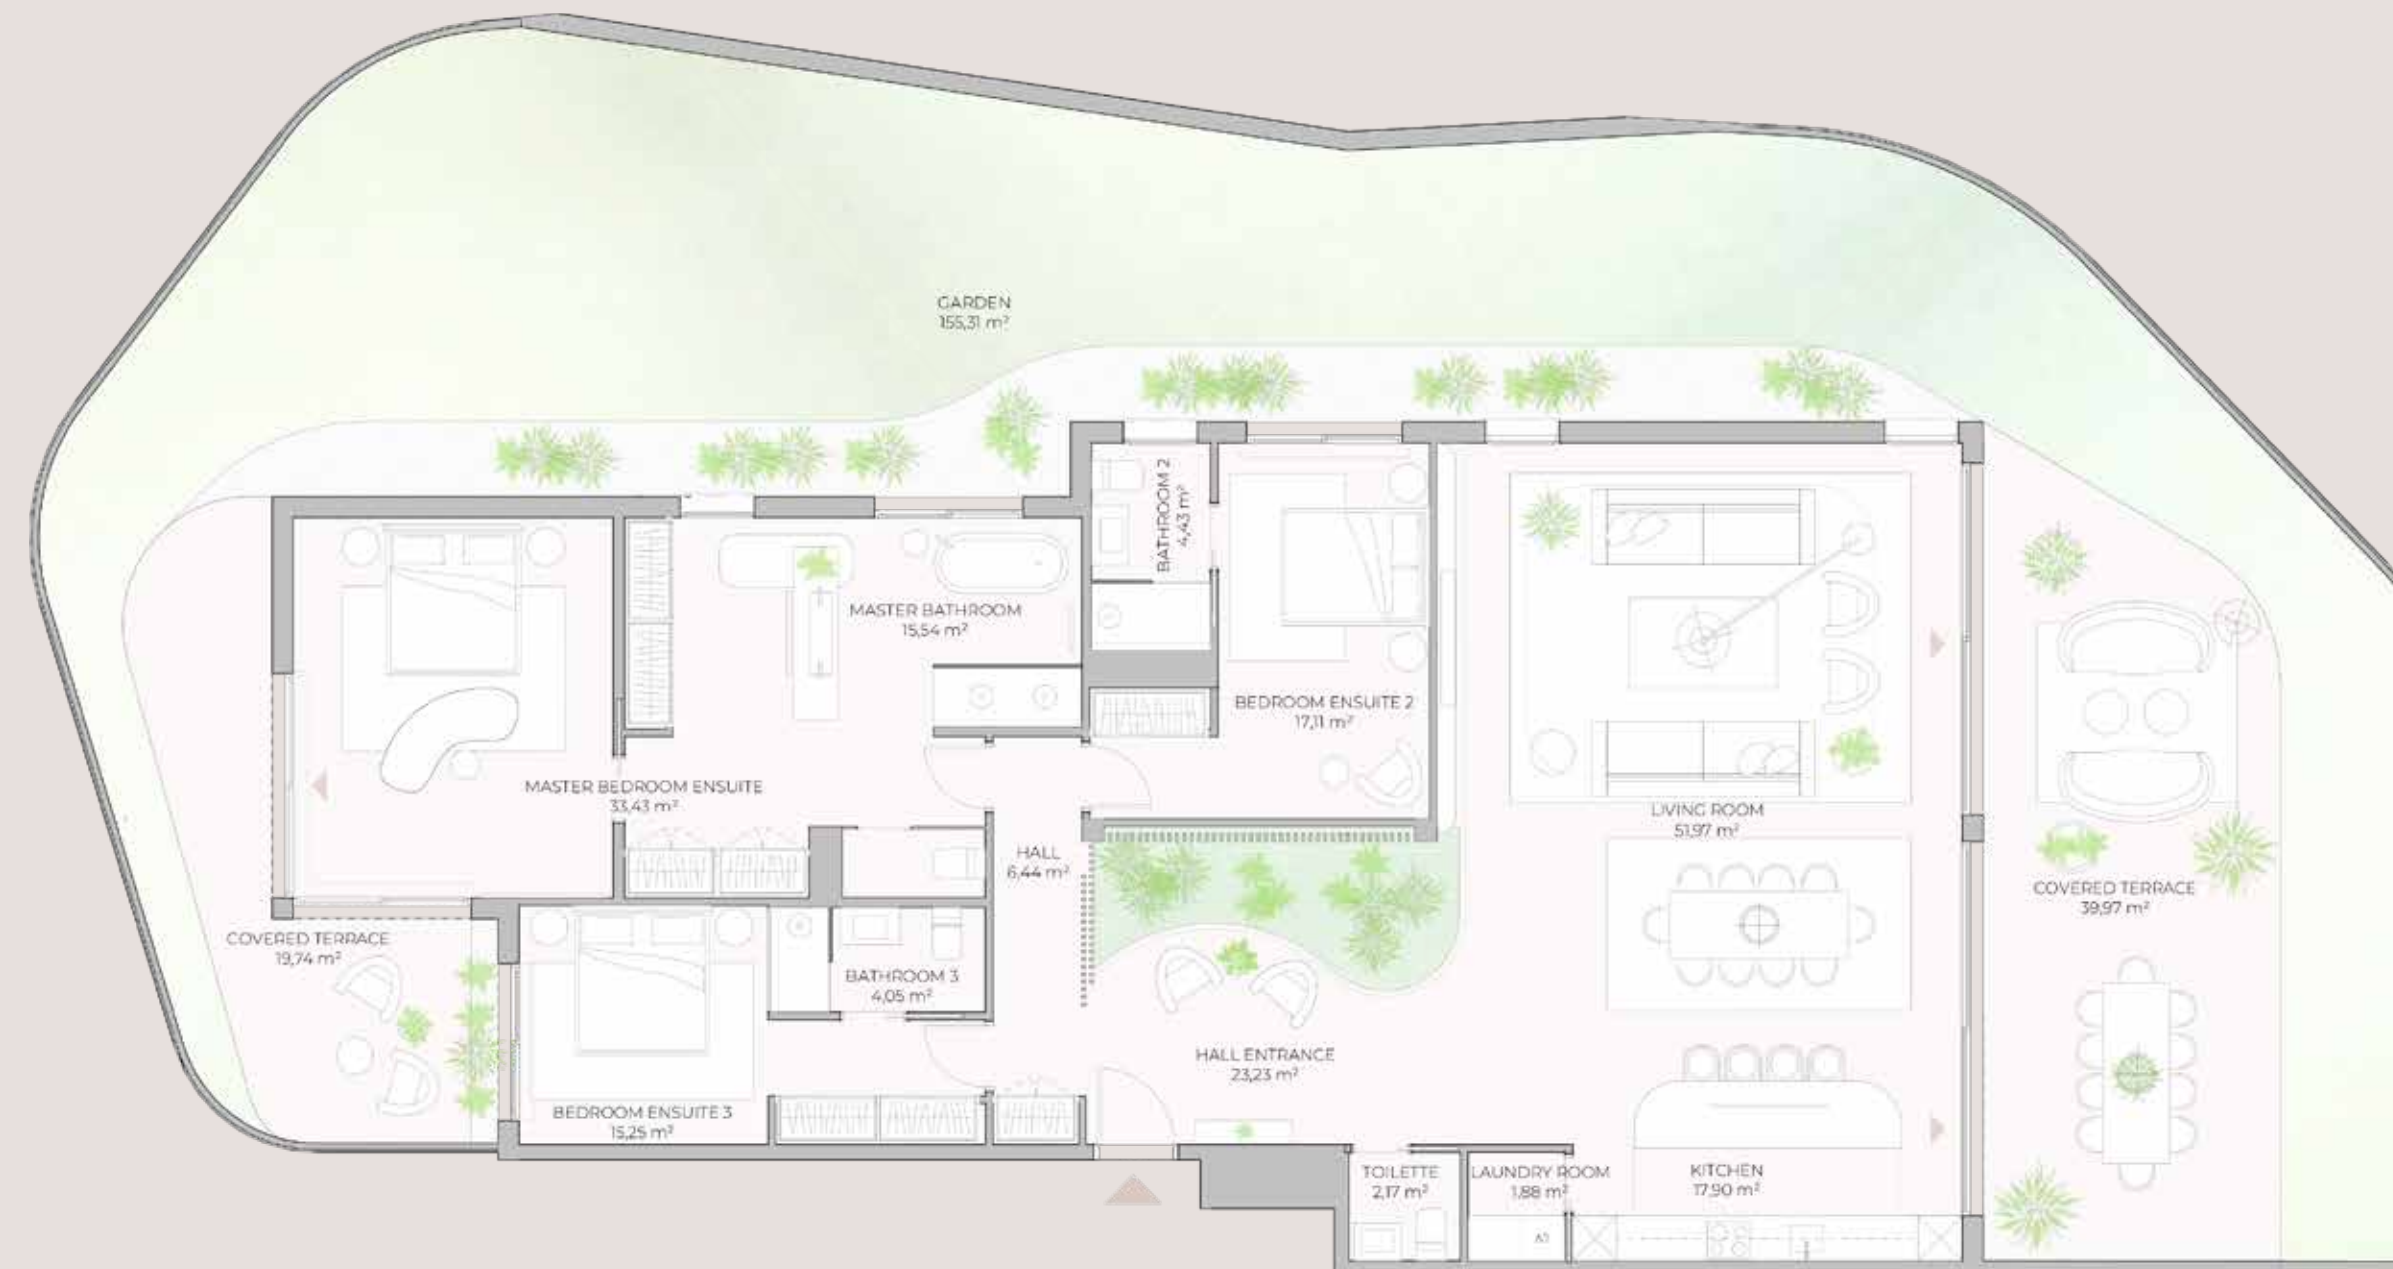 GARDEN
155,31 m²
BATHROOM 2
4,43 m²
MASTER BATHROOM
15,54 m²
BEDROOM ENSUITE 2
17,11 m²
MASTER BEDROOM ENSUITE
33,43 m²
LIVING ROOM
51,97 m²
HALL
6,44 m²
COVERED TERRACE
39,97 m²
COVERED TERRACE
19,74 m²
BATHROOM 3
4,05 m²
HALL ENTRANCE
23,23 m²
BEDROOM ENSUITE 3
15,25 m²
TOILETTE
2,17 m²
LAUNDRY ROOM
1,88 m²
KITCHEN
17,90 m²